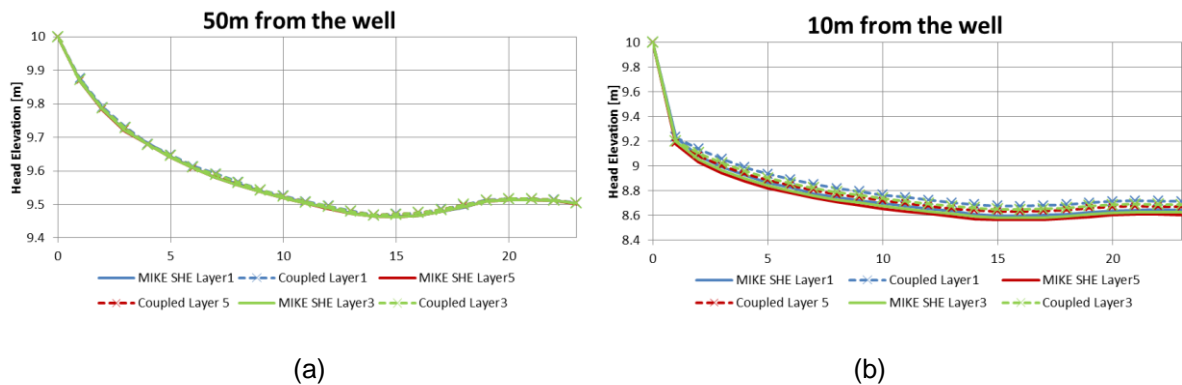 50m from the well
10
9.9
9.8
9.7
9.6
9.5
9.4
Head Elevation [m]
0 5 10 15 20
MIKE SHE Layer1 Coupled Layer1 MIKE SHE Layer5
Coupled Layer 5 MIKE SHE Layer3 Coupled Layer3
(a)
10m from the well
10
9.8
9.6
9.4
9.2
9
8.8
8.6
8.4
Head Elevation [m]
0 5 10 15 20
MIKE SHE Layer1 Coupled Layer1 MIKE SHE Layer5
Coupled Layer 5 MIKE SHE Layer3 Coupled Layer3
(b)